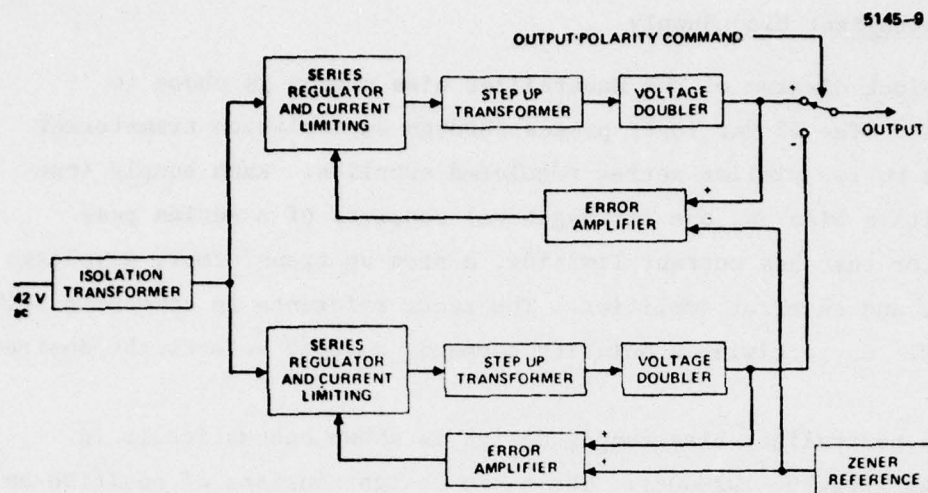 5145-9
OUTPUT POLARITY COMMAND
SERIES
REGULATOR
AND CURRENT
LIMITING
STEP UP
TRANSFORMER
VOLTAGE
DOUBLER
OUTPUT
-
+
ERROR
AMPLIFIER
+
ISOLATION
TRANSFORMER
42 V
ac
SERIES
REGULATOR
AND CURRENT
LIMITING
STEP UP
TRANSFORMER
VOLTAGE
DOUBLER
ERROR
AMPLIFIER
+
+
ZENER
REFERENCE